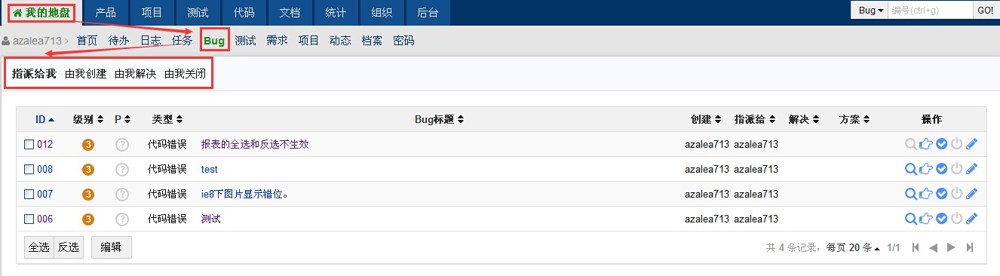 我的地盘 产品 项目 测试 代码 文档 统计 组织 后台 Bug 编号(ctrl+g) GO!
azalea713 首页 待办 日志 任务 Bug 测试 需求 项目 动态 档案 密码
指派给我 由我创建 由我解决 由我关闭
ID 级别 P 类型 Bug标题 创建 指派给 解决 方案 操作
012 3 ? 代码错误 报表的全选和反选不生效 azalea713 azalea713
008 3 ? 代码错误 test azalea713 azalea713
007 3 ? 代码错误 ie8下图片显示错位。 azalea713 azalea713
006 3 ? 代码错误 测试 azalea713 azalea713
全选 反选 编辑 共 4 条记录，每页 20 条 1/1